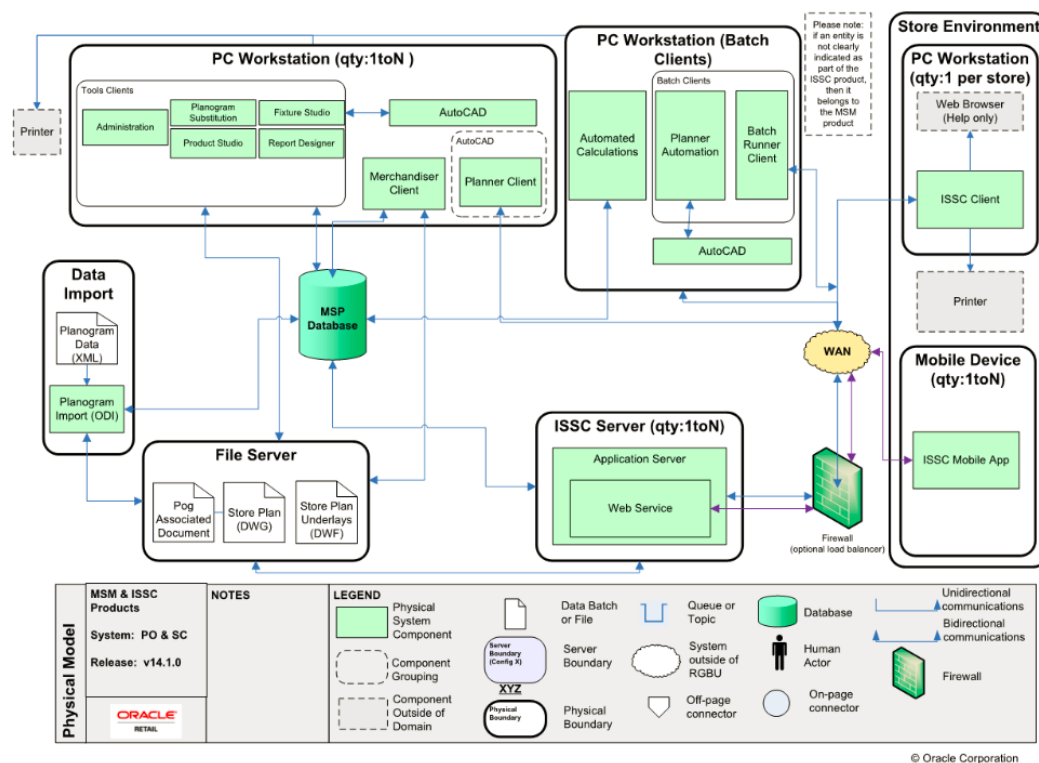 PC Workstation (qty:1toN )
Tools Clients
Administration
Planogram
Substitution
Fixture Studio
Product Studio
Report Designer
AutoCAD
Merchandiser
Client
AutoCAD
Planner Client
Printer
PC Workstation (Batch
Clients)
Batch Clients
Automated
Calculations
Planner
Automation
Batch
Runner
Client
AutoCAD
Please note:
if an entity is
not clearly
indicated as
part of the
ISSC product,
then it
belongs to
the MSM
product
Store Environment
PC Workstation
(qty:1 per store)
Web Browser
(Help only)
ISSC Client
Printer
Mobile Device
(qty:1toN)
ISSC Mobile App
Data
Import
Planogram
Data
(XML)
Planogram
Import (ODI)
MSP
Database
WAN
File Server
Pog
Associated
Document
Store Plan
(DWG)
Store Plan
Underlays
(DWF)
ISSC Server (qty:1toN)
Application Server
Web Service
Firewall
(optional load balancer)
Physical Model
MSM & ISSC
Products
System: PO & SC
Release: v14.1.0
ORACLE
RETAIL
NOTES
LEGEND
Physical
System
Component
Component
Grouping
Component
Outside of
Domain
Data Batch
or File
Server
Boundary
(Config X)
XYZ
Server
Boundary
Physical
Boundary
Physical
Boundary
Queue or
Topic
System
outside of
RGBU
Off-page
connector
Database
Human
Actor
On-page
connector
Unidirectional
communications
Bidirectional
communications
Firewall
© Oracle Corporation